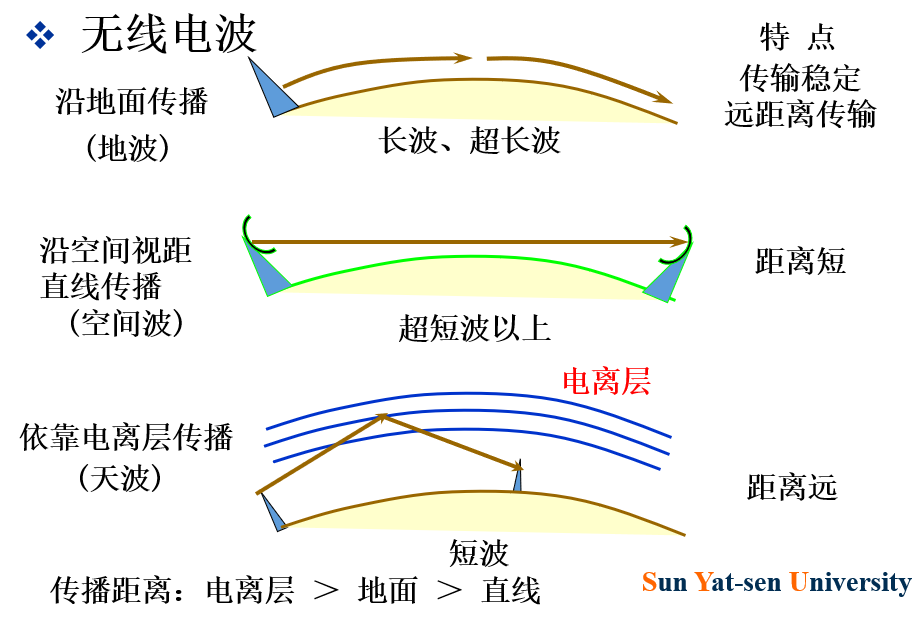 无线电波
特 点
沿地面传播
(地波)
长波、超长波
传输稳定
远距离传输
沿空间视距
直线传播
(空间波)
超短波以上
距离短
电离层
依靠电离层传播
(天波)
短波
距离远
传播距离：电离层 ＞ 地面 ＞ 直线
Sun Yat-sen University